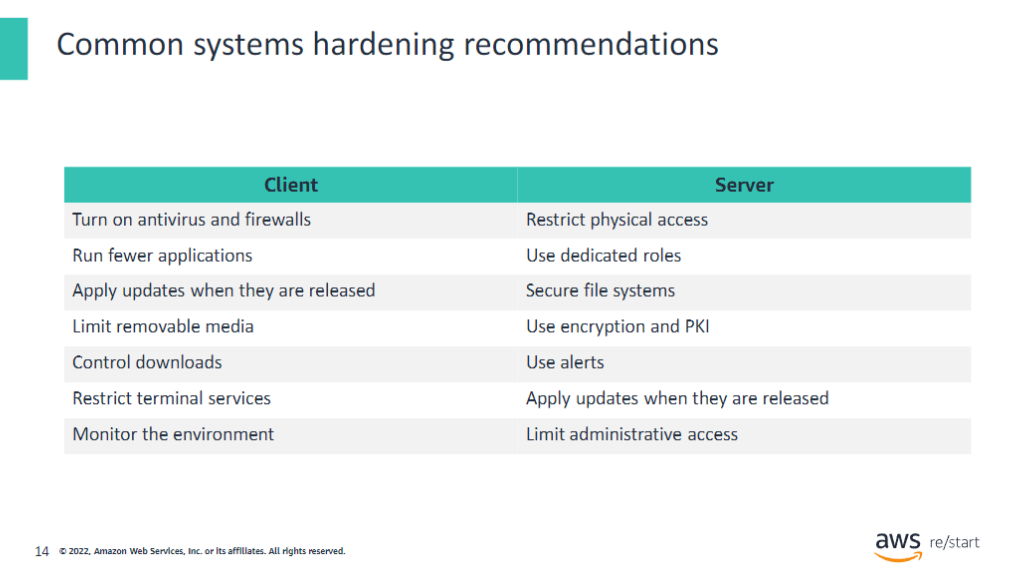 Common systems hardening recommendations
Client Server
Turn on antivirus and firewalls Restrict physical access
Run fewer applications Use dedicated roles
Apply updates when they are released Secure file systems
Limit removable media Use encryption and PKI
Control downloads Use alerts
Restrict terminal services Apply updates when they are released
Monitor the environment Limit administrative access
14 © 2022, Amazon Web Services, Inc. or its affiliates. All rights reserved.
aws re/start